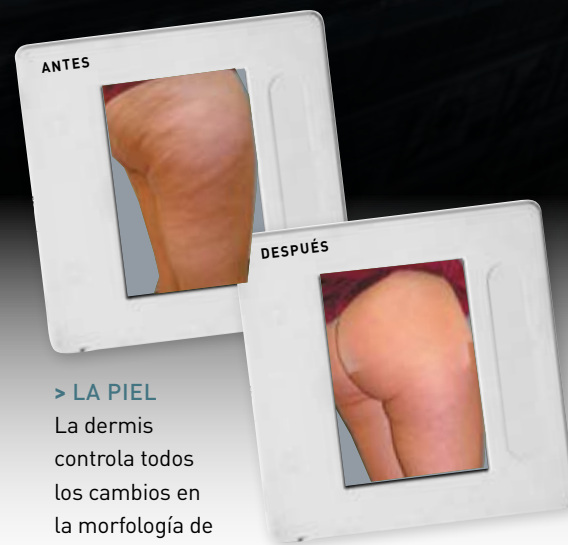 ANTES
DESPUÉS
> LA PIEL
La dermis
controla todos
los cambios en
la morfología de